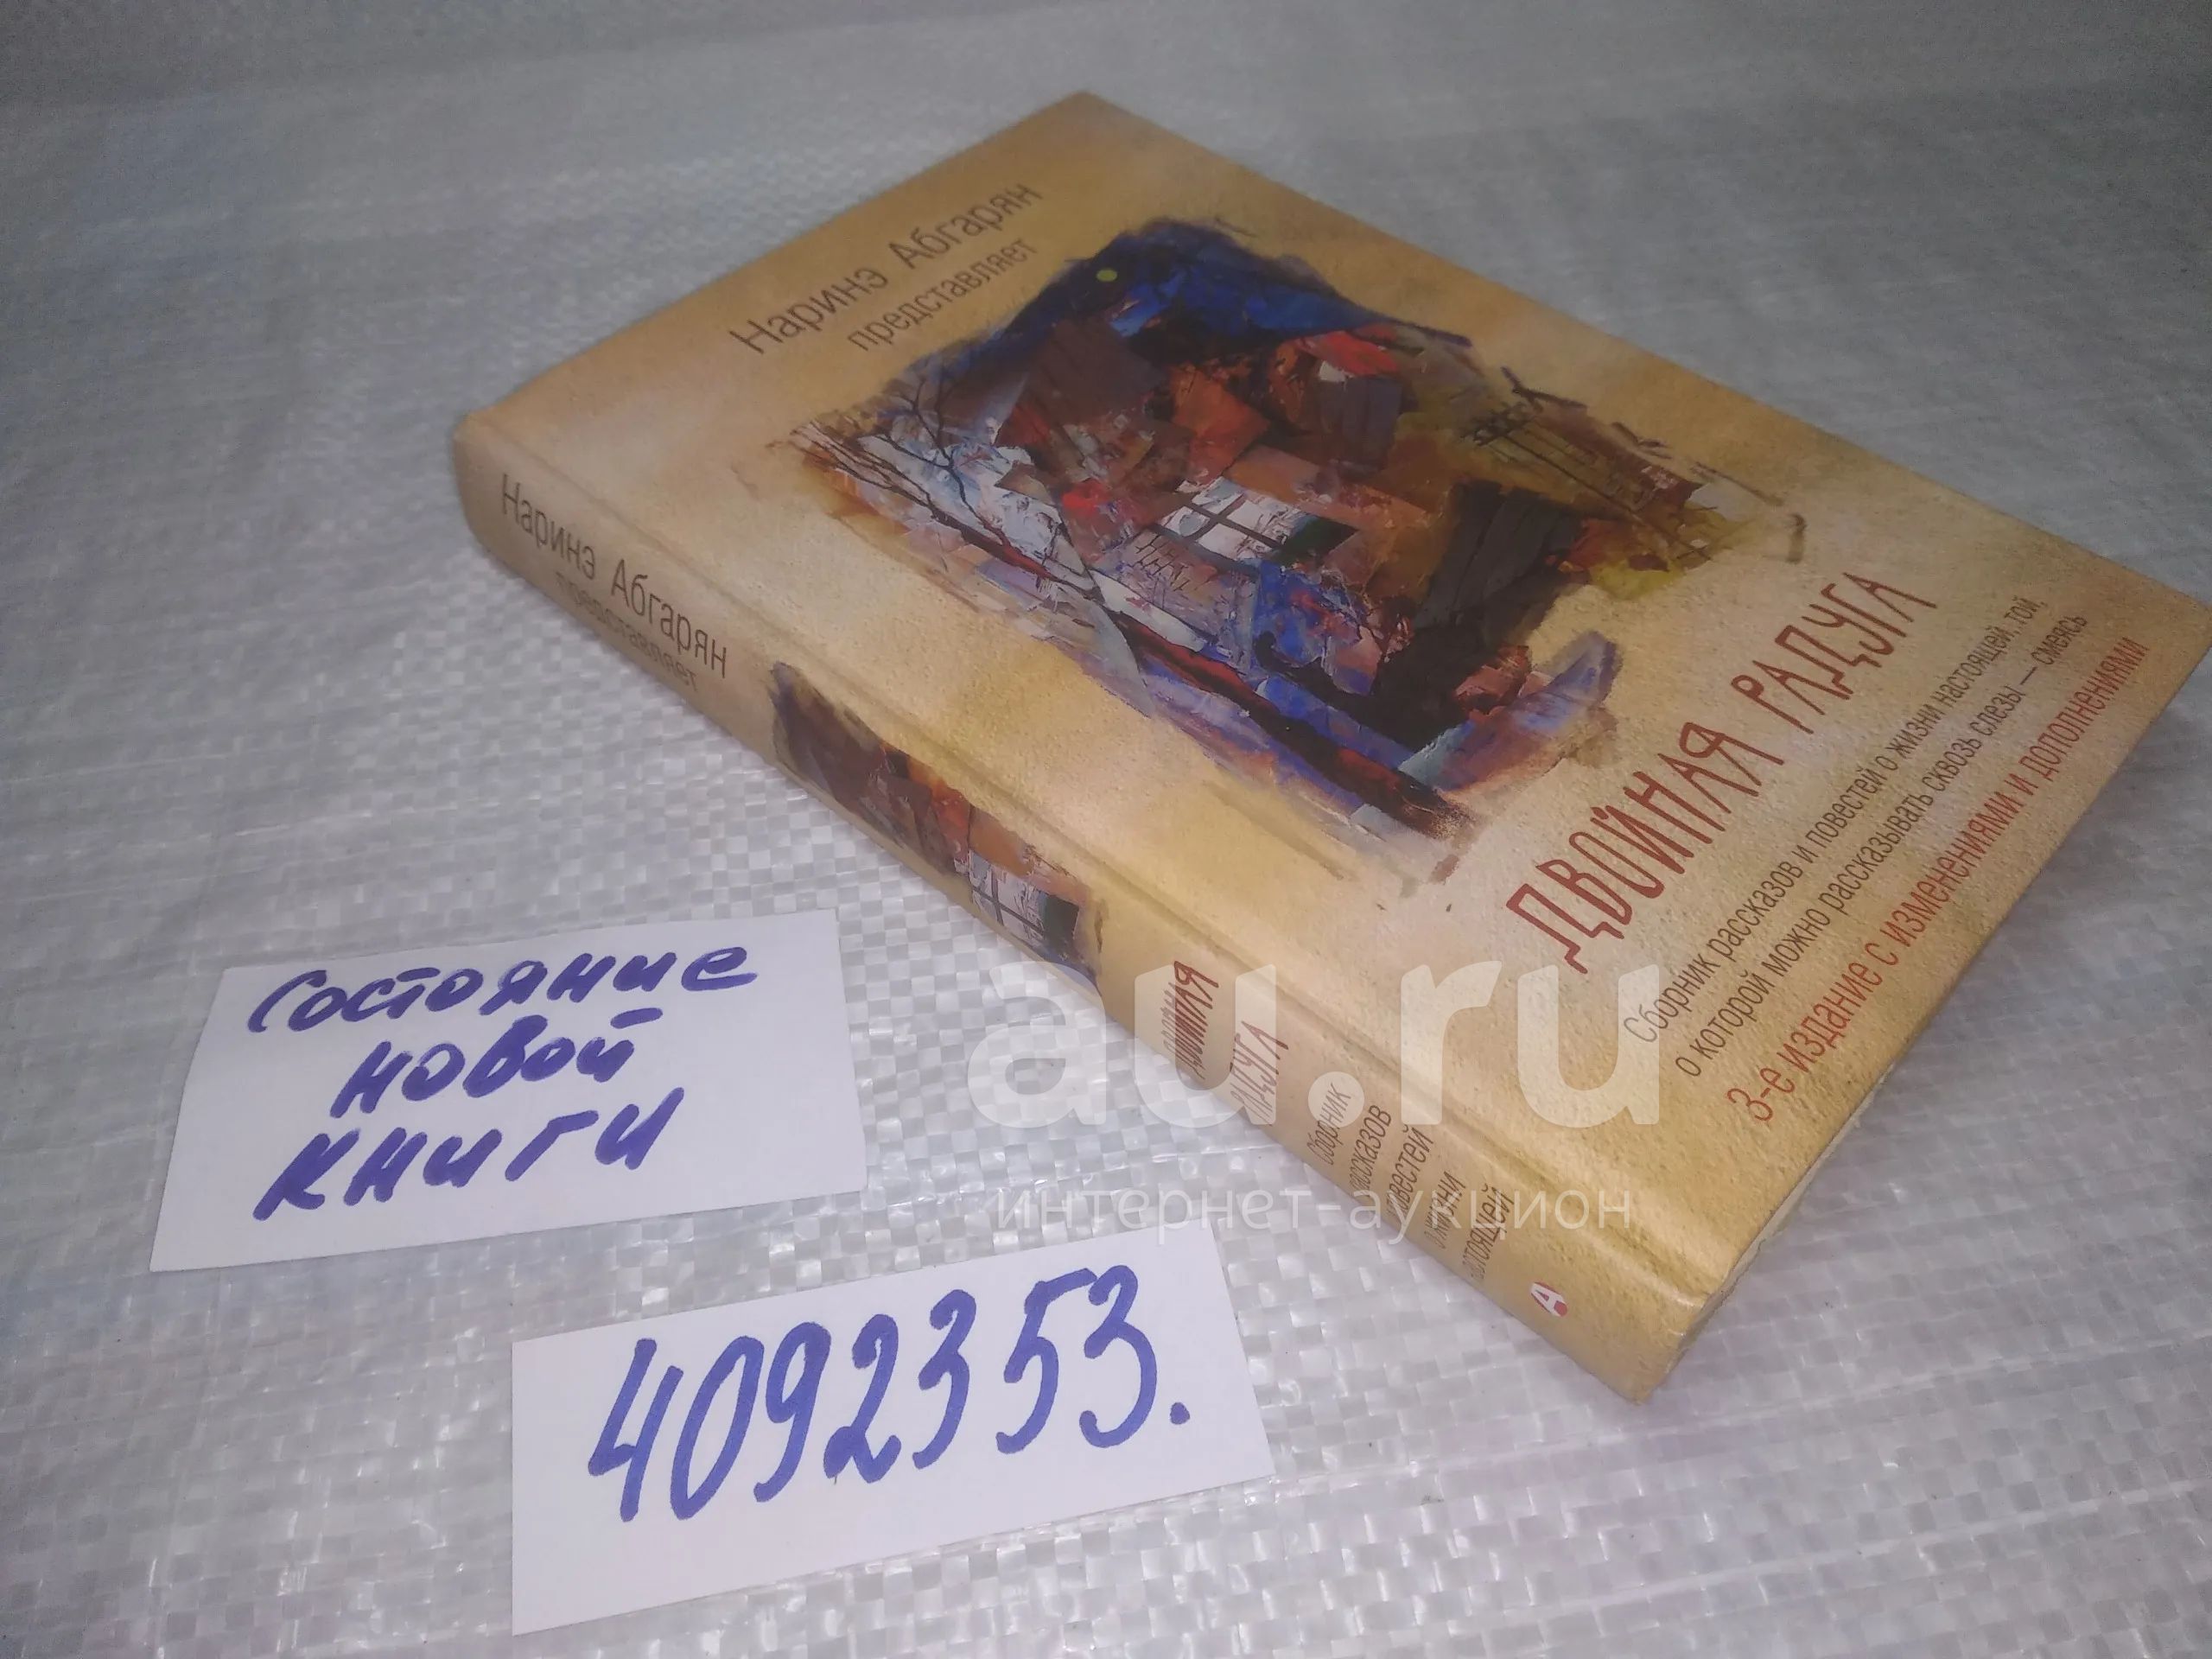 Наринэ Абгарян
представляет
ДВОЙНАЯ РАДУГА
Сборник рассказов и повестей о жизни настоящей, той,
о которой можно рассказывать сквозь слезы — смеясь
3-е издание с изменениями и дополнениями
Наринэ Абгарян
представляет
ДВОЙНАЯ
РАДУГА
Сборник
рассказов
и повестей
о жизни
настоящей
А
Состояние
новой
книги
4092353.
au.ru
интернет-аукцион